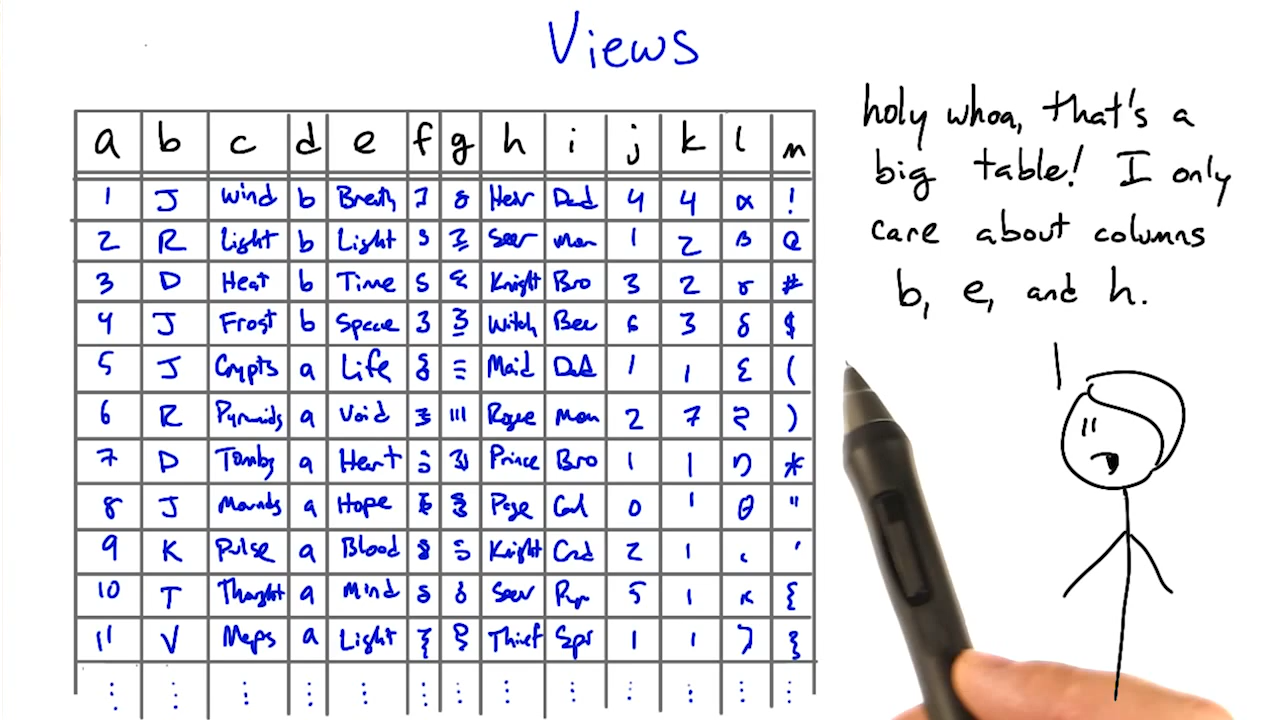 Views
holy whoa, that's a
big table! I only
care about columns
b, e, and h.
a b c d e f g h i j k l m
1 J Wind b Breath Heir Dad 4 4 α !
2 R Light b Light Seer Mom 1 2 β @
3 D Heat b Time Knight Bro 3 2 γ #
4 J Frost b Space Witch Bec 6 3 δ $
5 J Crypts a Life Maid Dad 1 1 ε (
6 R Pyramids a Void Rogue Mom 2 7 )
7 D Tombs a Heart Prince Bro 1 1 η *
8 J Mounds a Hope Page 0 1 θ "
9 K Pulse a Blood Knight 2 1 ι '
10 T Thought a Mind Seer 5 1 κ {
11 V Maps a Light Thief Spr 1 1 }